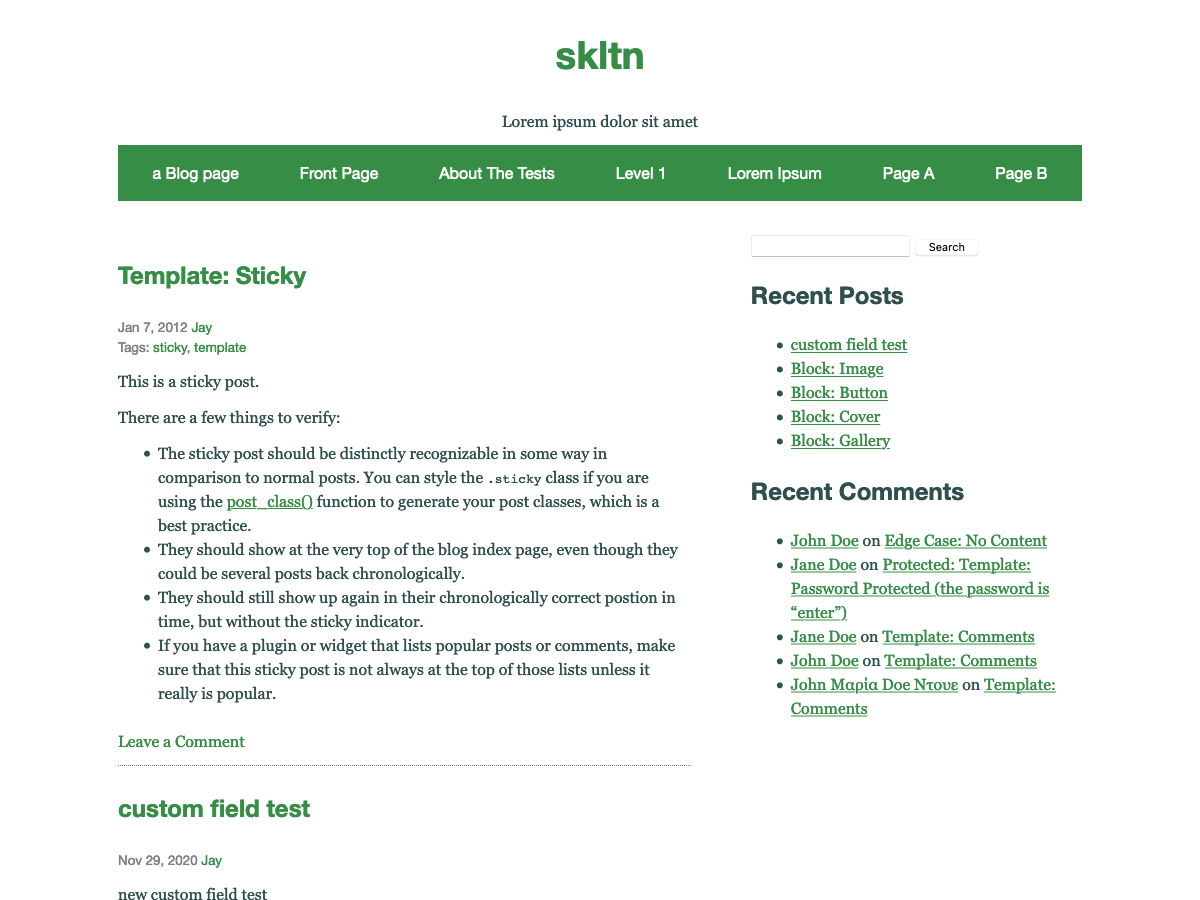 skltn
Lorem ipsum dolor sit amet
a Blog page Front Page About The Tests Level 1 Lorem Ipsum Page A Page B
Template: Sticky
Jan 7, 2012 Jay
Tags: sticky, template
This is a sticky post.
There are a few things to verify:
• The sticky post should be distinctly recognizable in some way in
comparison to normal posts. You can style the .sticky class if you are
using the post_class() function to generate your post classes, which is a
best practice.
• They should show at the very top of the blog index page, even though they
could be several posts back chronologically.
• They should still show up again in their chronologically correct postion in
time, but without the sticky indicator.
• If you have a plugin or widget that lists popular posts or comments, make
sure that this sticky post is not always at the top of those lists unless it
really is popular.
Leave a Comment
custom field test
Nov 29, 2020 Jay
new custom field test
Search
Recent Posts
• custom field test
• Block: Image
• Block: Button
• Block: Cover
• Block: Gallery
Recent Comments
• John Doe on Edge Case: No Content
• Jane Doe on Protected: Template:
Password Protected (the password is
“enter”)
• Jane Doe on Template: Comments
• John Doe on Template: Comments
• John Μαρία Doe Ντουε on Template:
Comments